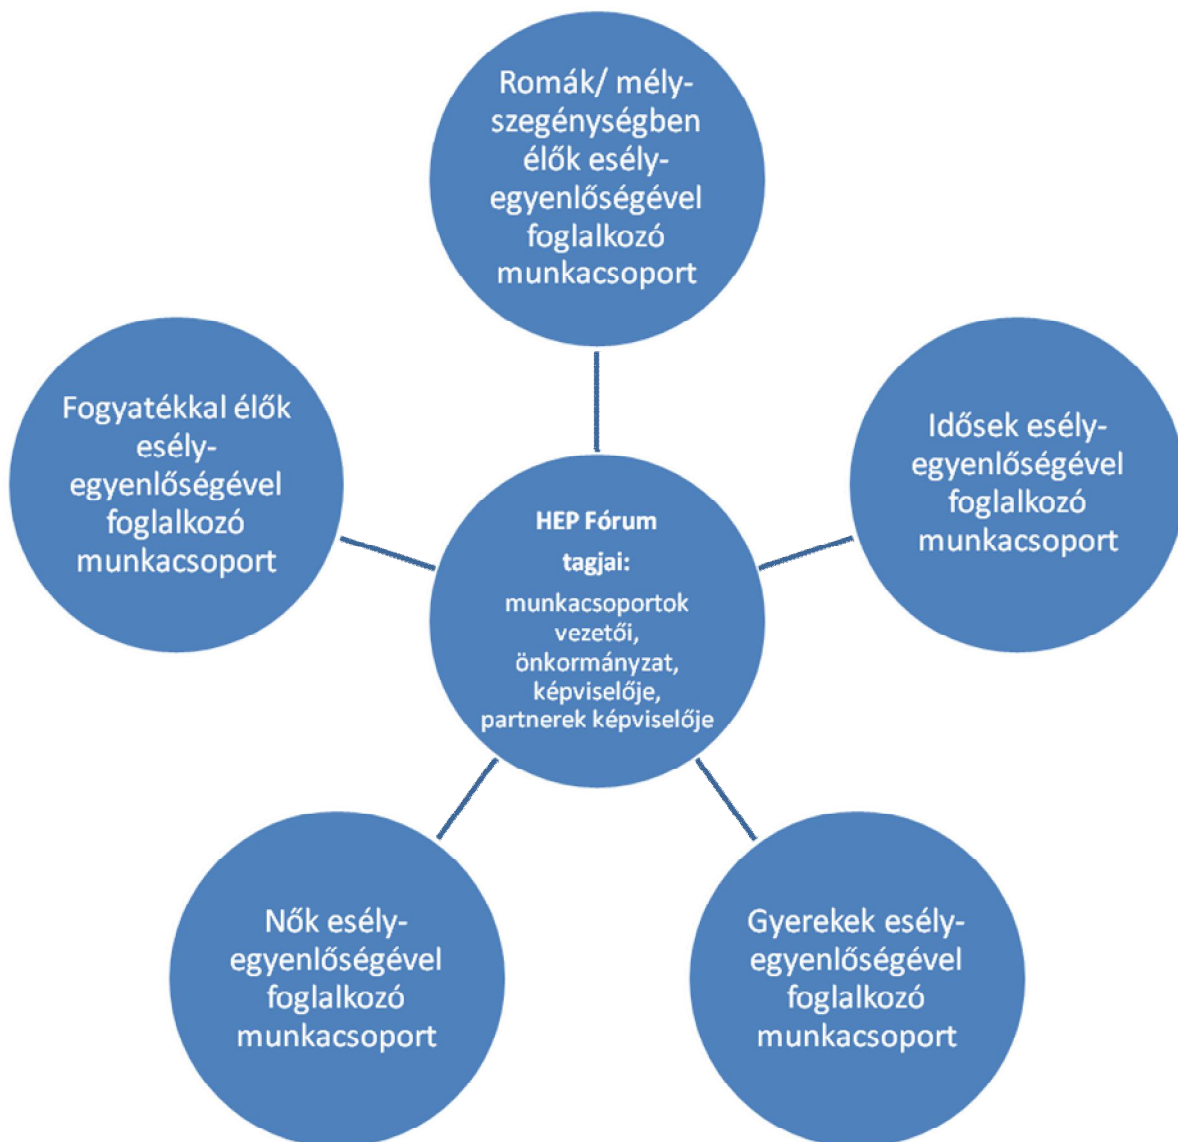 Romák/ mély-
szegénységben
élők esély-
egyenlőségével
foglalkozó
munkacsoport
Fogyatékkal élők
esély-
egyenlőségével
foglalkozó
munkacsoport
Idősek esély-
egyenlőségével
foglalkozó
munkacsoport
HEP Fórum
tagjai:
munkacsoportok
vezetői,
önkormányzat,
képviselője,
partnerek képviselője
Nők esély-
egyenlőségével
foglalkozó
munkacsoport
Gyerekek esély-
egyenlőségével
foglalkozó
munkacsoport